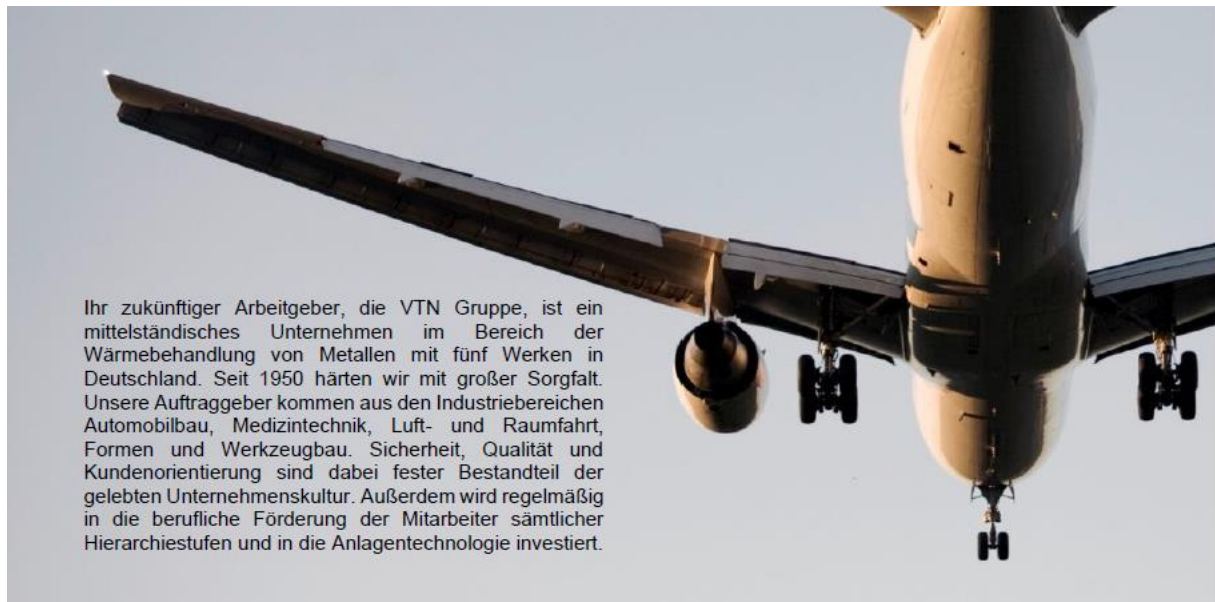 Ihr zukünftiger Arbeitgeber, die VTN Gruppe, ist ein
mittelständisches Unternehmen im Bereich der
Wärmebehandlung von Metallen mit fünf Werken in
Deutschland. Seit 1950 härten wir mit großer Sorgfalt.
Unsere Auftraggeber kommen aus den Industriebereichen
Automobilbau, Medizintechnik, Luft- und Raumfahrt,
Formen und Werkzeugbau. Sicherheit, Qualität und
Kundenorientierung sind dabei fester Bestandteil der
gelebten Unternehmenskultur. Außerdem wird regelmäßig
in die berufliche Förderung der Mitarbeiter sämtlicher
Hierarchiestufen und in die Anlagentechnologie investiert.